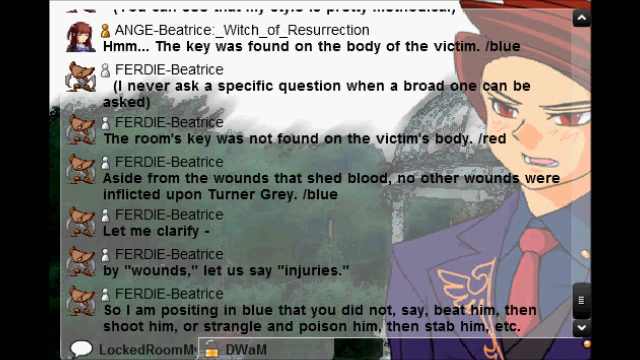 (You can see that my style is pretty methodical.)
ANGE-Beatrice:_Witch_of_Resurrection
Hmm... The key was found on the body of the victim. /blue
FERDIE-Beatrice
(I never ask a specific question when a broad one can be
asked)
FERDIE-Beatrice
The room's key was not found on the victim's body. /red
FERDIE-Beatrice
Aside from the wounds that shed blood, no other wounds were
inflicted upon Turner Grey. /blue
FERDIE-Beatrice
Let me clarify -
FERDIE-Beatrice
by "wounds," let us say "injuries."
FERDIE-Beatrice
So I am positing in blue that you did not, say, beat him, then
shoot him, or strangle and poison him, then stab him, etc.
LockedRoomM
DWaM